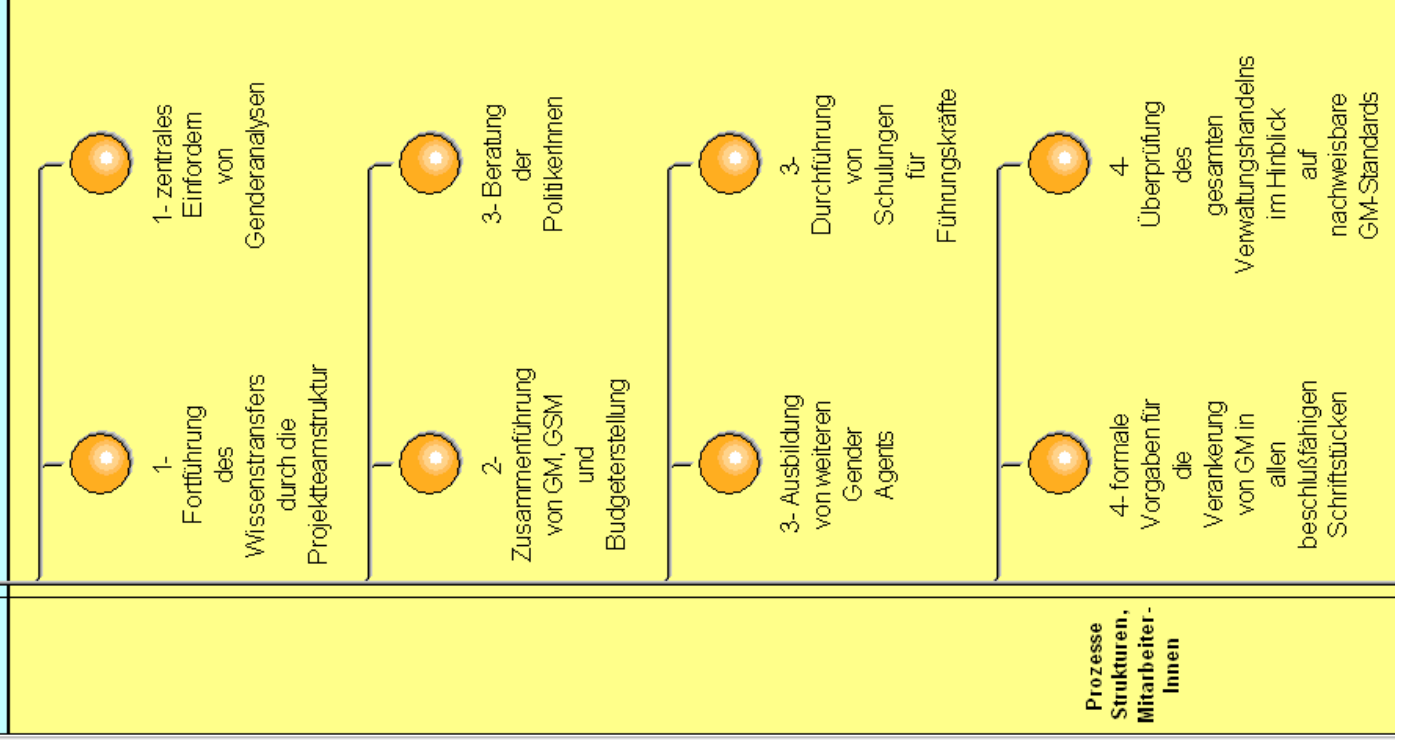 1-
Fortführung
des
Wissenstransfers
durch die
Projektteamstruktur
1- zentrales
Einfordern
von
Genderanalysen
2-
Zusammenführung
von GM, GSM
und
Budgeterstellung
3- Beratung
der
PolitikerInnen
3- Ausbildung
von weiteren
Gender
Agents
3-
Durchführung
von
Schulungen
für
Führungskräfte
Prozesse
Strukturen,
Mitarbeiter-
Innen
4- formale
Vorgaben für
die
Verankerung
von GM in
allen
beschlußfähigen
Schriftstücken
4-
Überprüfung
des
gesamten
Verwaltungshandelns
im Hinblick
auf
nachweisbare
GM-Standards